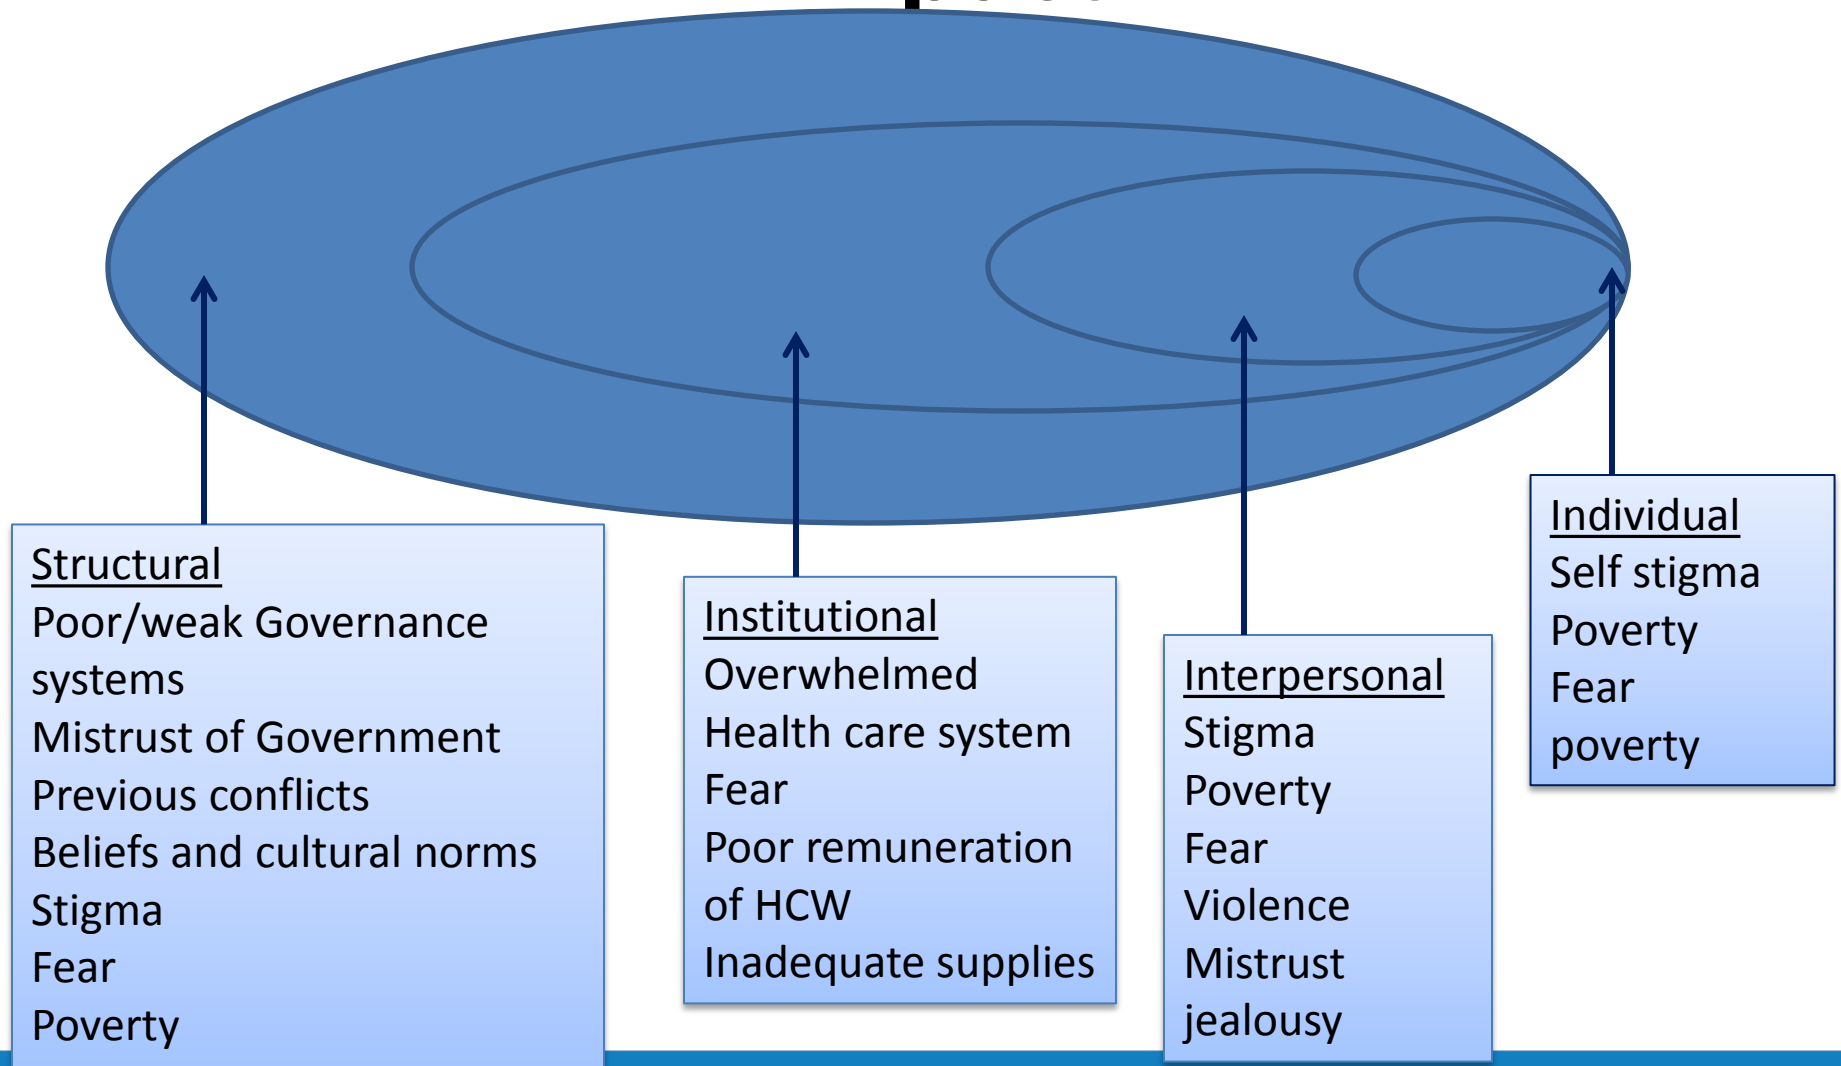 Structural
Poor/weak Governance
systems
Mistrust of Government
Previous conflicts
Beliefs and cultural norms
Stigma
Fear
Poverty
Institutional
Overwhelmed
Health care system
Fear
Poor remuneration
of HCW
Inadequate supplies
Interpersonal
Stigma
Poverty
Fear
Violence
Mistrust
jealousy
Individual
Self stigma
Poverty
Fear
poverty